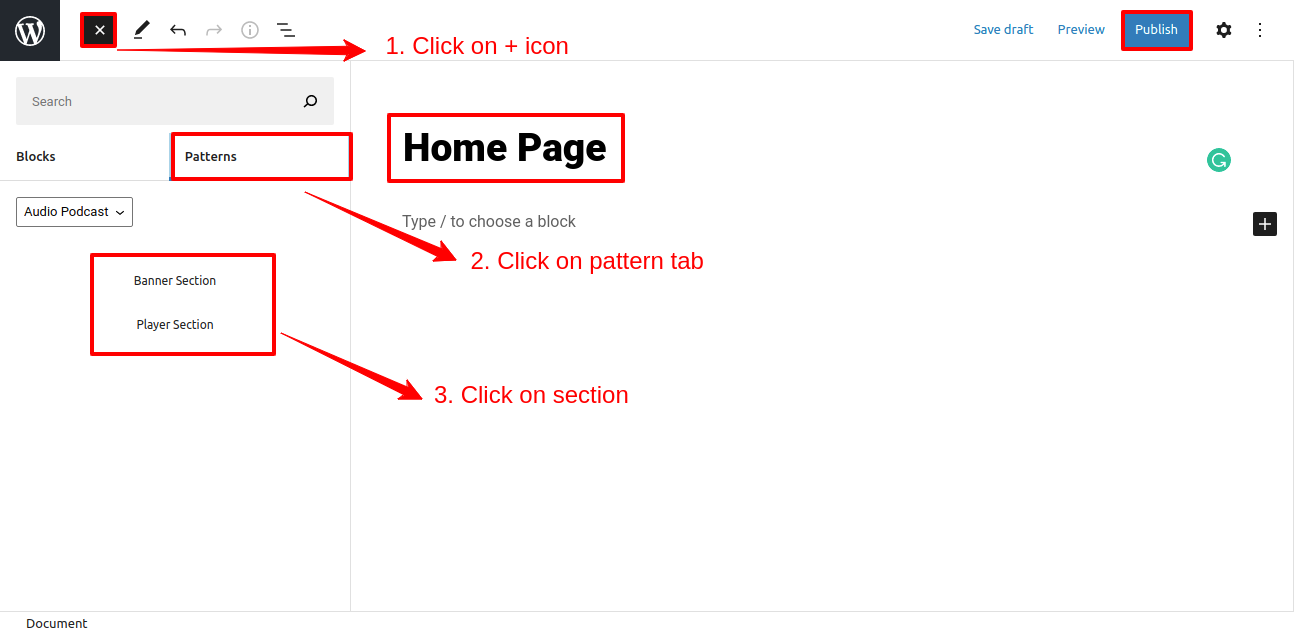 Save draft
Preview
Publish
1. Click on + icon
Search
Blocks
Patterns
Home Page
Audio Podcast
Type / to choose a block
2. Click on pattern tab
Banner Section
Player Section
3. Click on section
Document